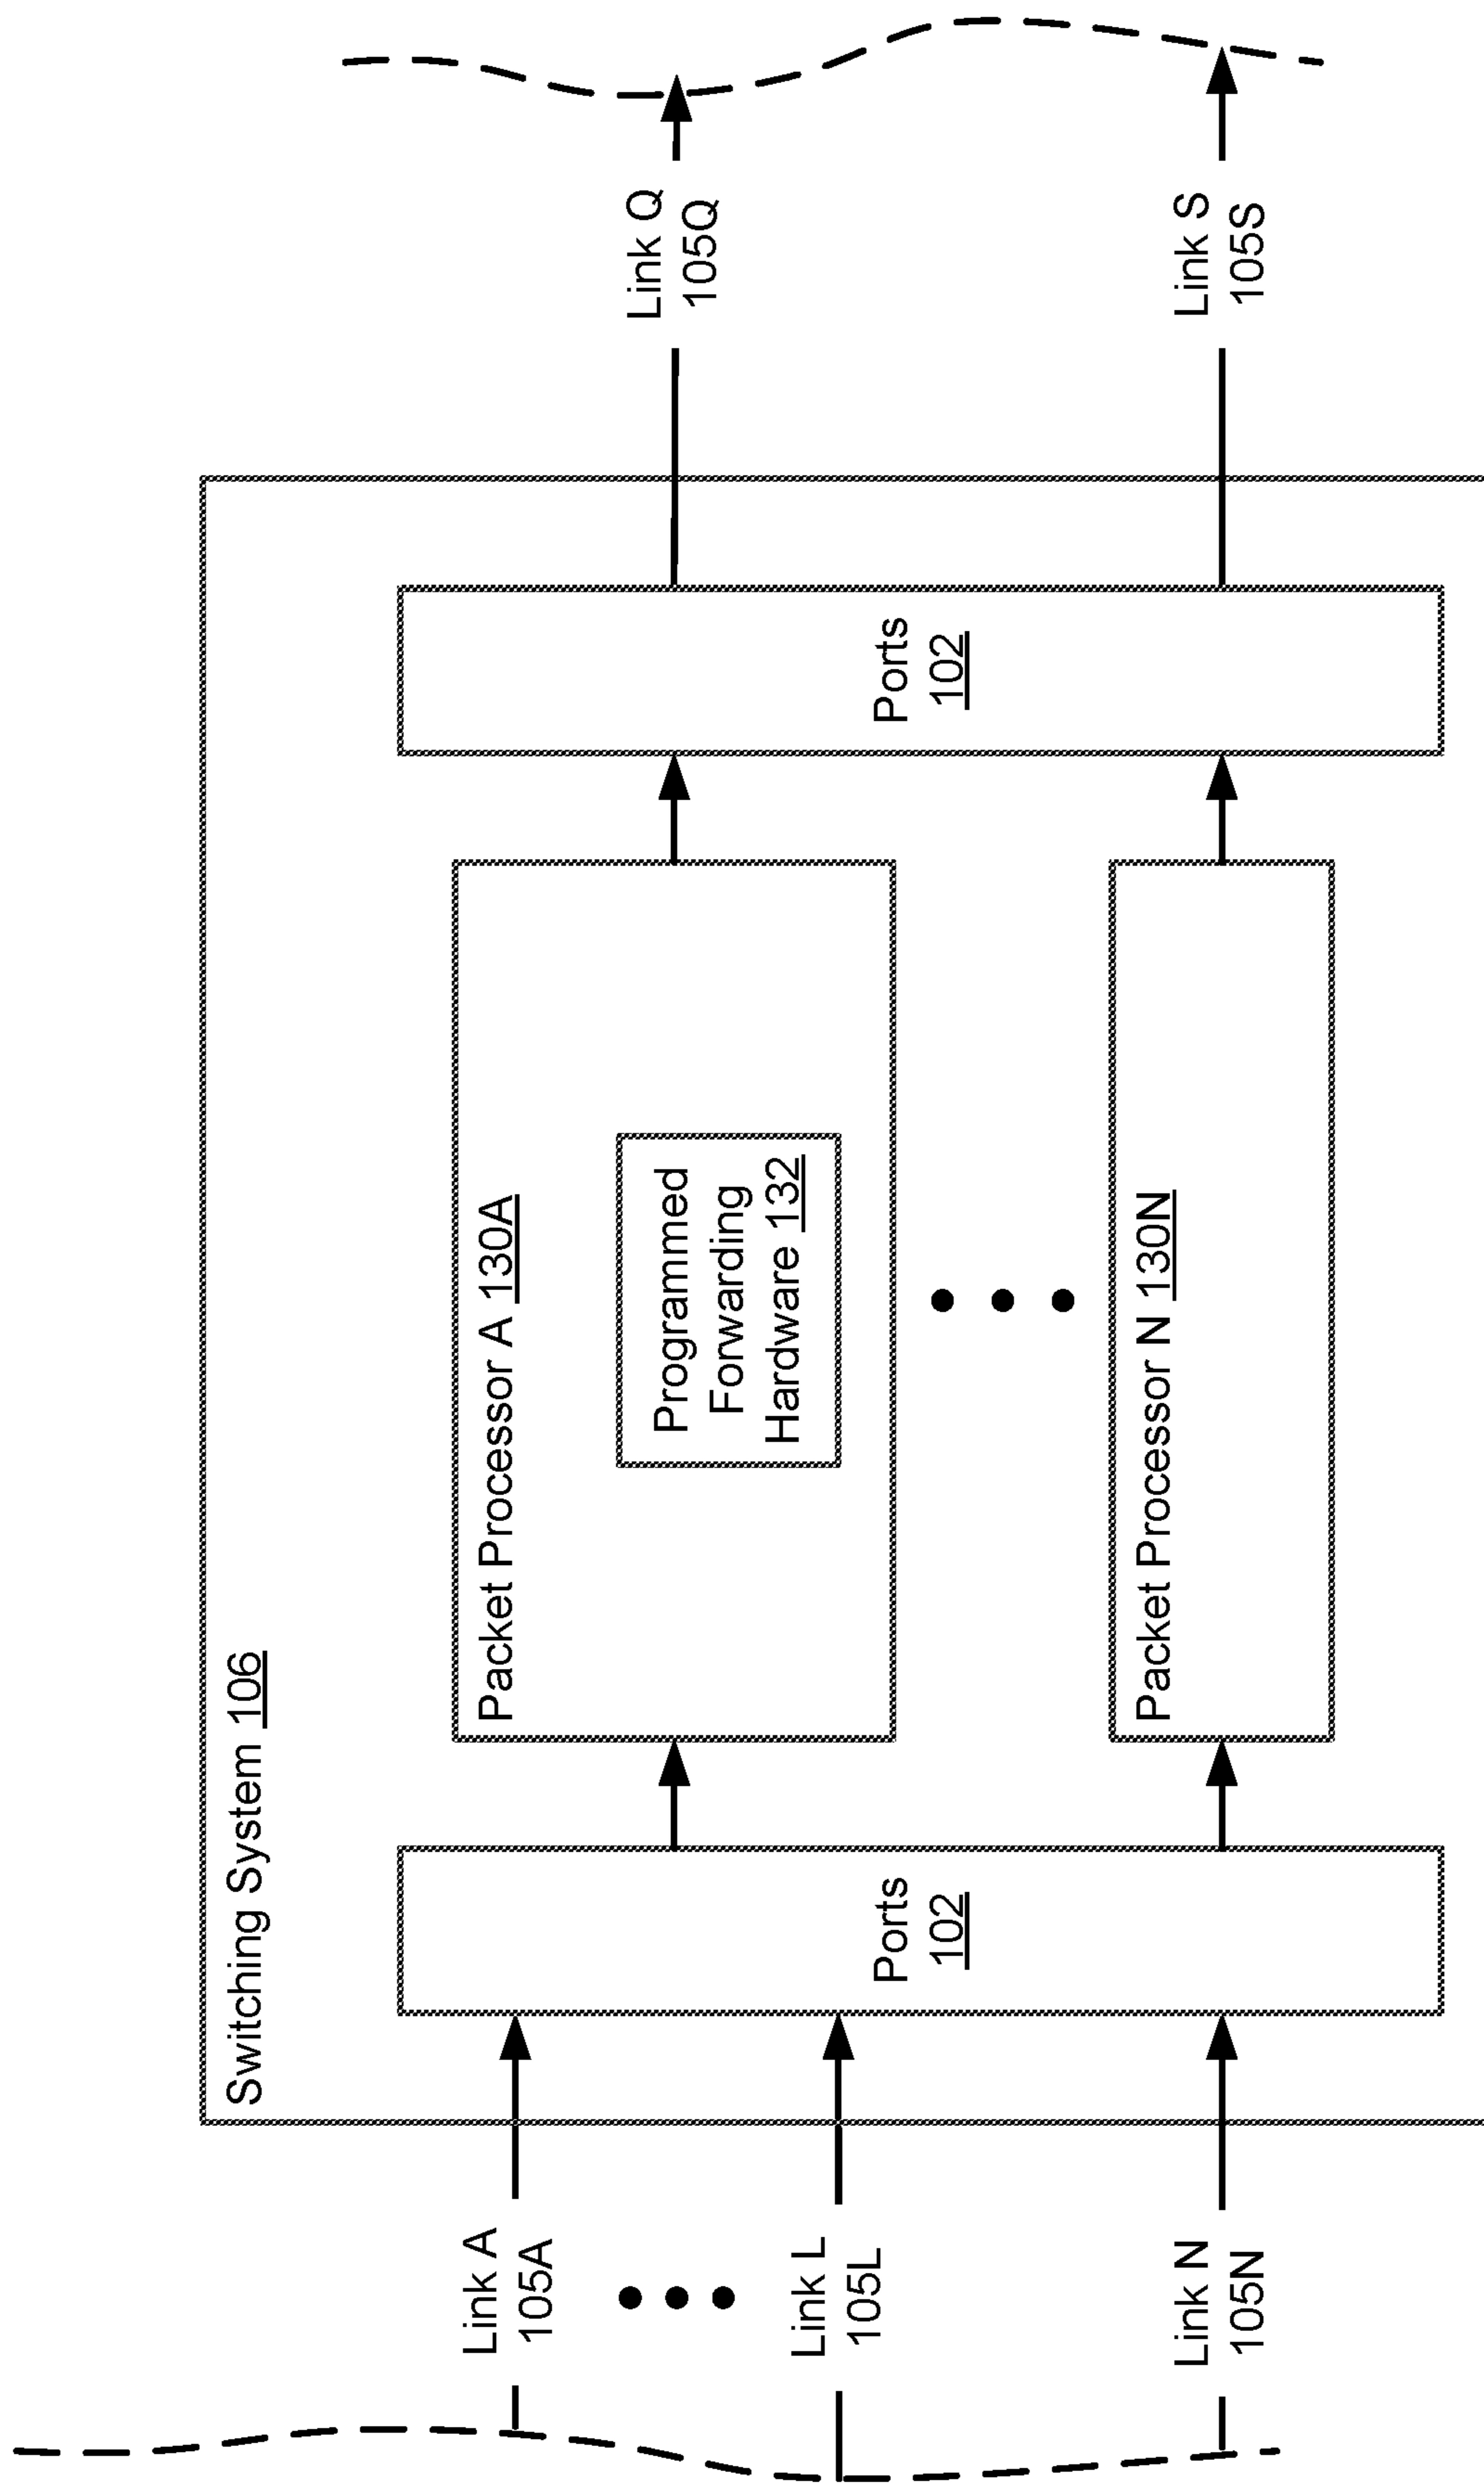 Switching System 106
Link A
105A
Link L
105L
Link N
105N
Ports
102
Packet Processor A 130A
Programmed
Forwarding
Hardware 132
Packet Processor N 130N
Ports
102
Link Q
105Q
Link S
105S